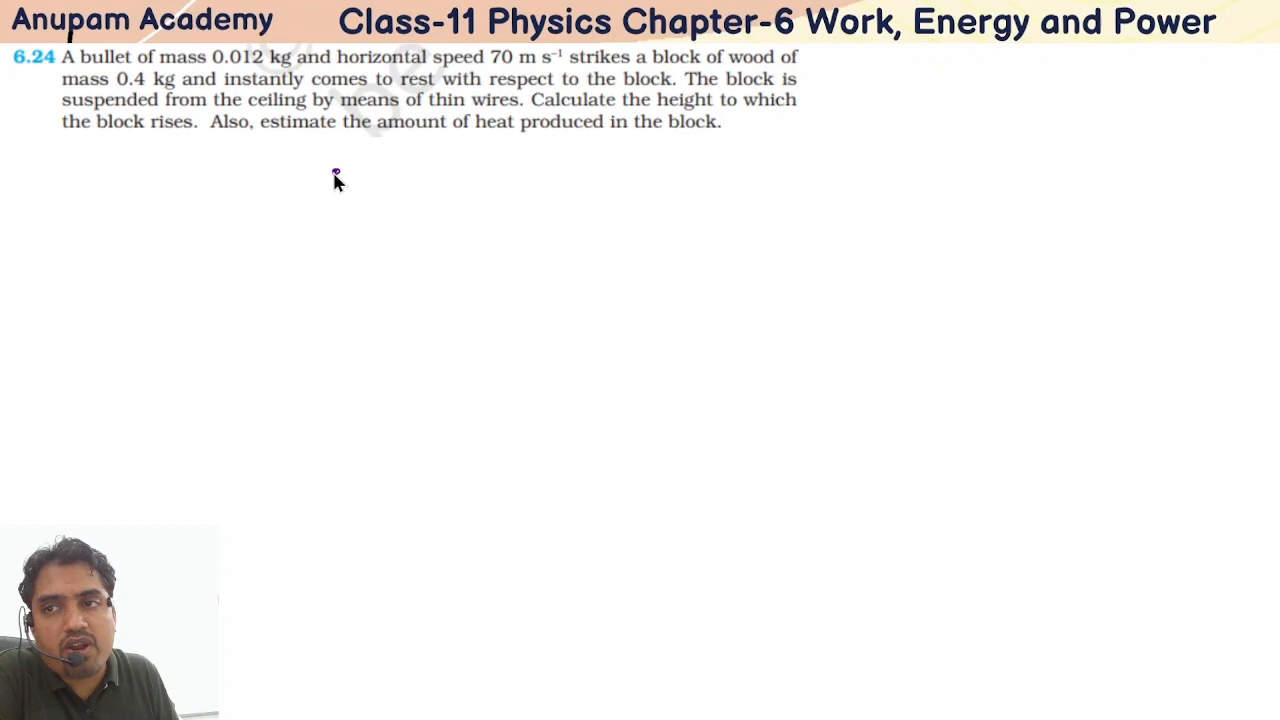 Anupam Academy
Class-11 Physics Chapter-6 Work, Energy and Power
6.24 A bullet of mass 0.012 kg and horizontal speed 70 m s⁻¹ strikes a block of wood of
mass 0.4 kg and instantly comes to rest with respect to the block. The block is
suspended from the ceiling by means of thin wires. Calculate the height to which
the block rises. Also, estimate the amount of heat produced in the block.
be